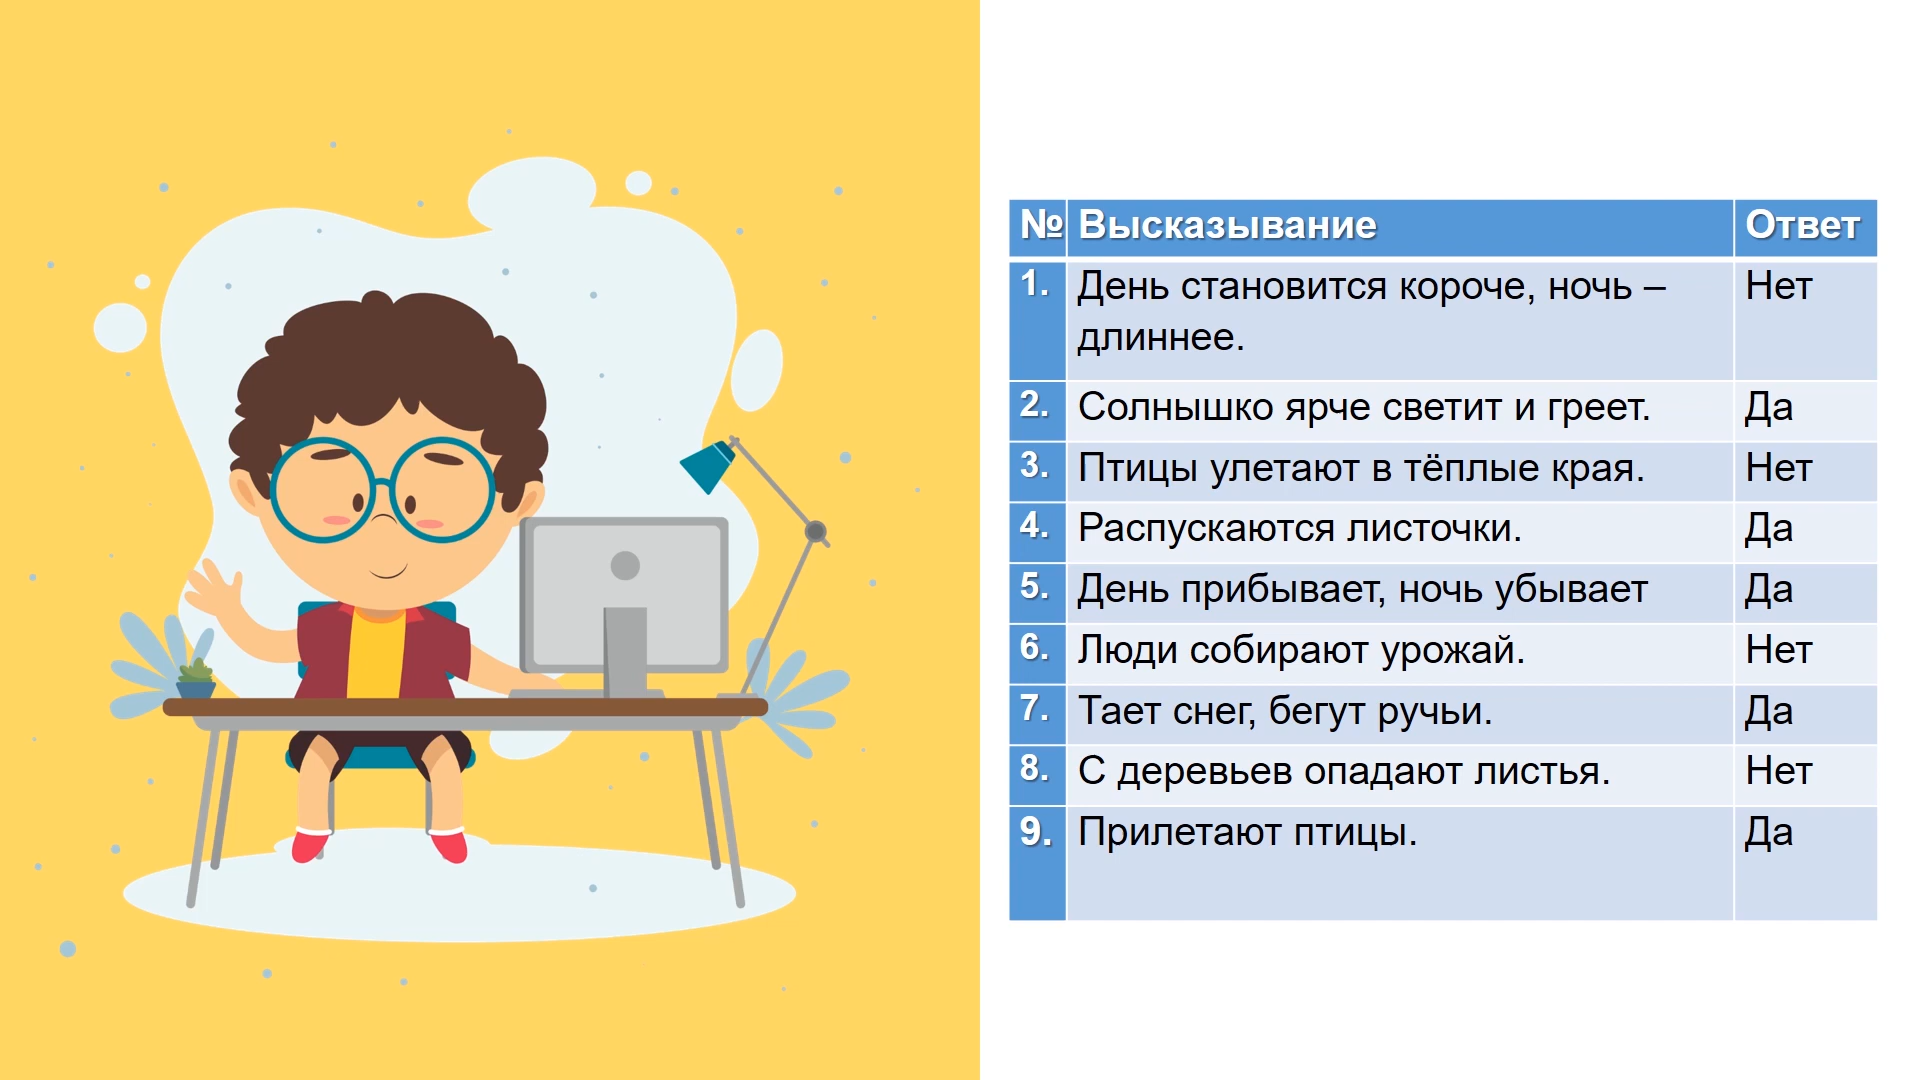 № Высказывание Ответ
1. День становится короче, ночь – Нет
длиннее.
2. Солнышко ярче светит и греет. Да
3. Птицы улетают в тёплые края. Нет
4. Распускаются листочки. Да
5. День прибывает, ночь убывает Да
6. Люди собирают урожай. Нет
7. Тает снег, бегут ручьи. Да
8. С деревьев опадают листья. Нет
9. Прилетают птицы. Да